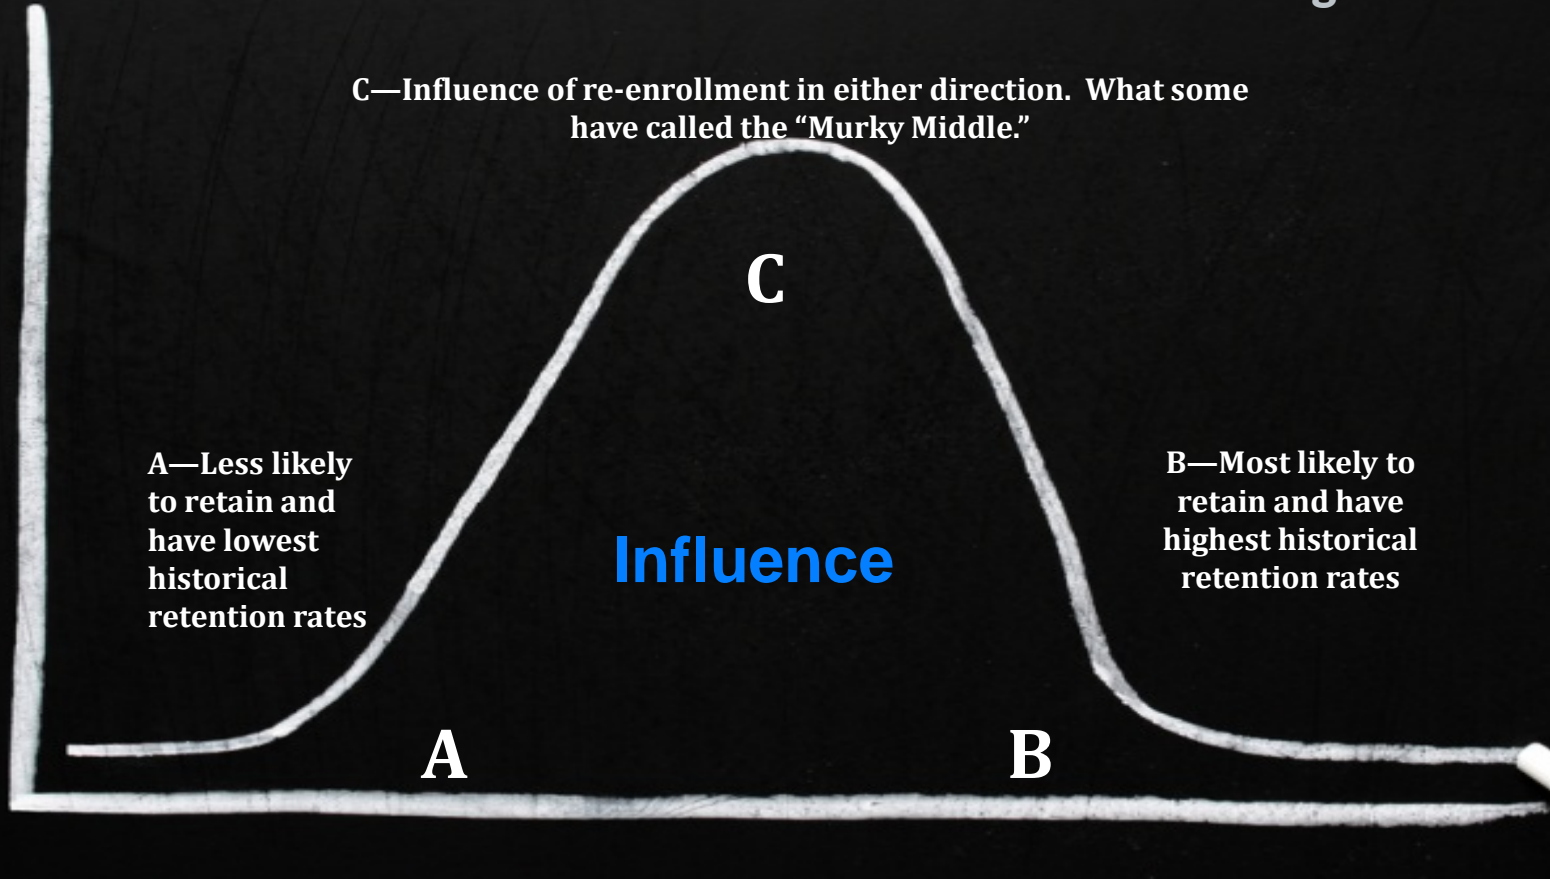 C—Influence of re-enrollment in either direction.  What some
have called the “Murky Middle.”
C
A—Less likely
to retain and
have lowest
historical
retention rates
B—Most likely to
retain and have
highest historical
retention rates
Influence
A
B